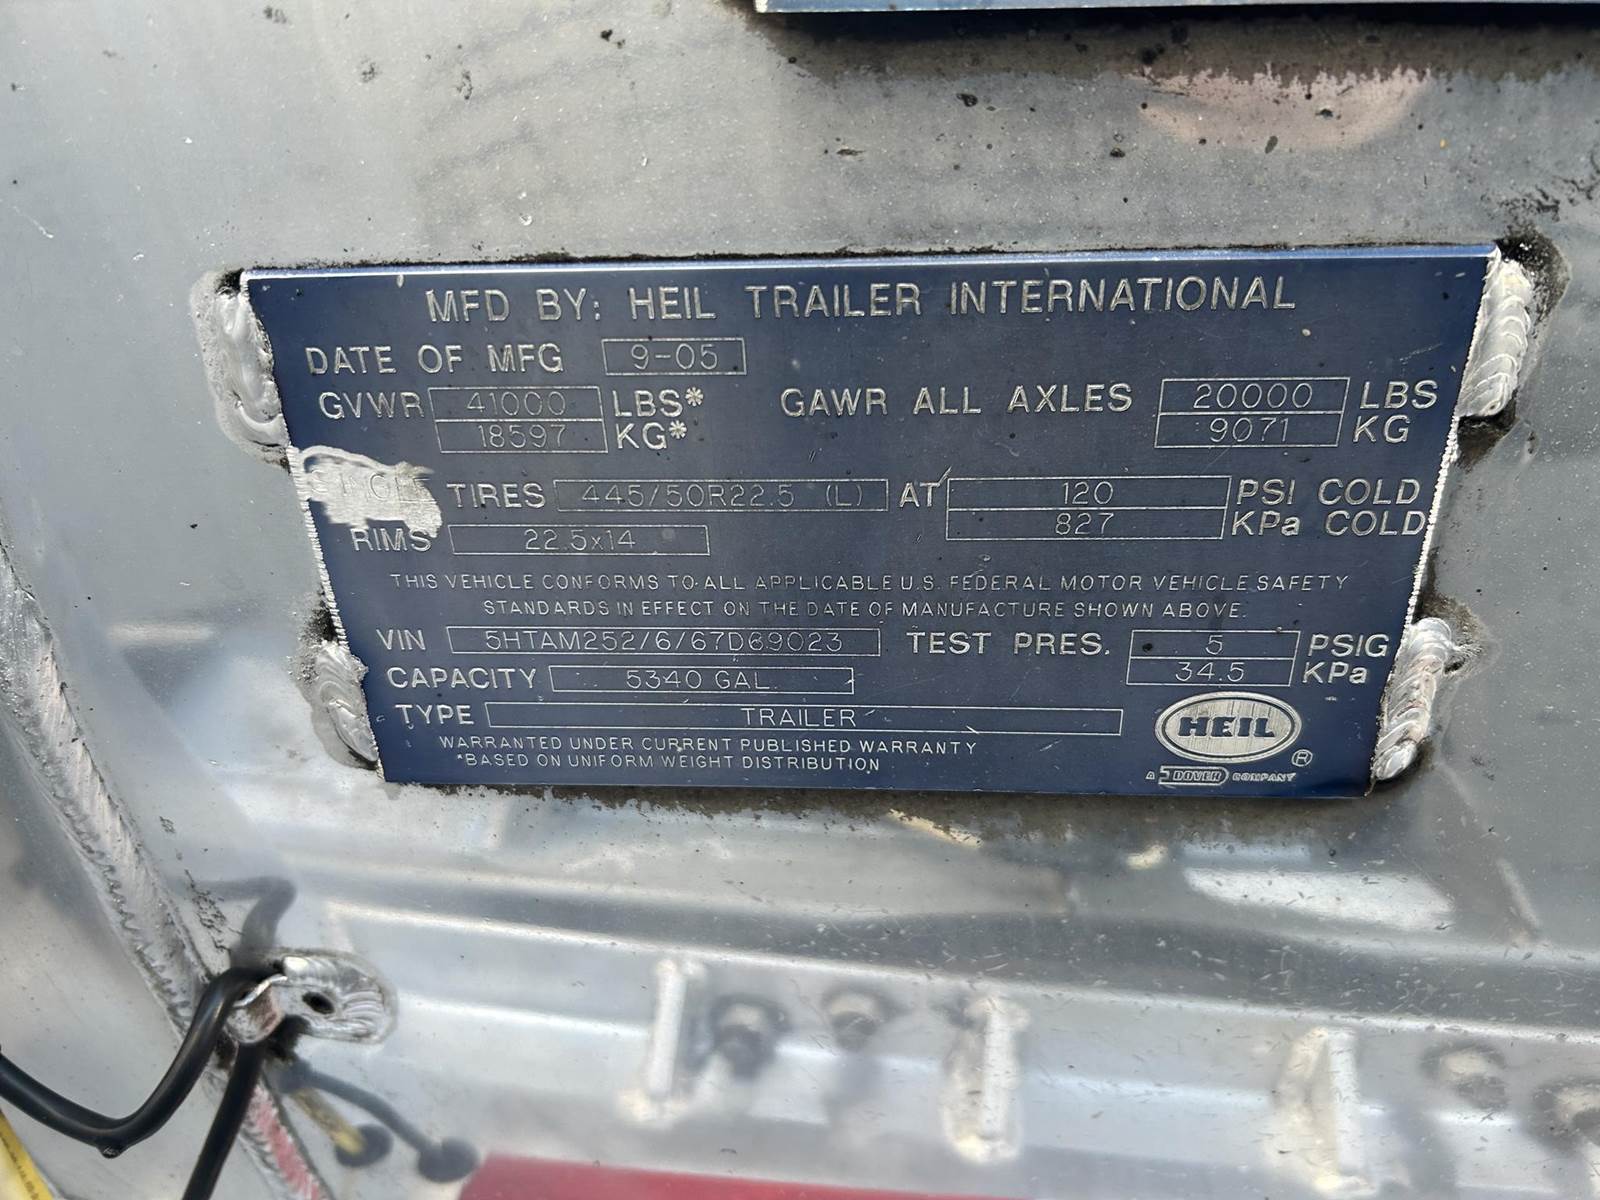 MFD BY: HEIL TRAILER INTERNATIONAL
DATE OF MFG 9-05
GVWR 41000 LBS* GAWR ALL AXLES 20000 LBS
18597 KG* 9071 KG
TIRES 445/50R22.5 (L) AT 120 PSI COLD
827 KPa COLD
RIMS 22.5x14
THIS VEHICLE CONFORMS TO ALL APPLICABLE U.S. FEDERAL MOTOR VEHICLE SAFETY
STANDARDS IN EFFECT ON THE DATE OF MANUFACTURE SHOWN ABOVE.
VIN 5HTAM252/6/67D69023 TEST PRES. 5 PSIG
34.5 KPa
CAPACITY 5340 GAL
TYPE TRAILER
WARRANTED UNDER CURRENT PUBLISHED WARRANTY
*BASED ON UNIFORM WEIGHT DISTRIBUTION
HEIL ®
A DOVER COMPANY